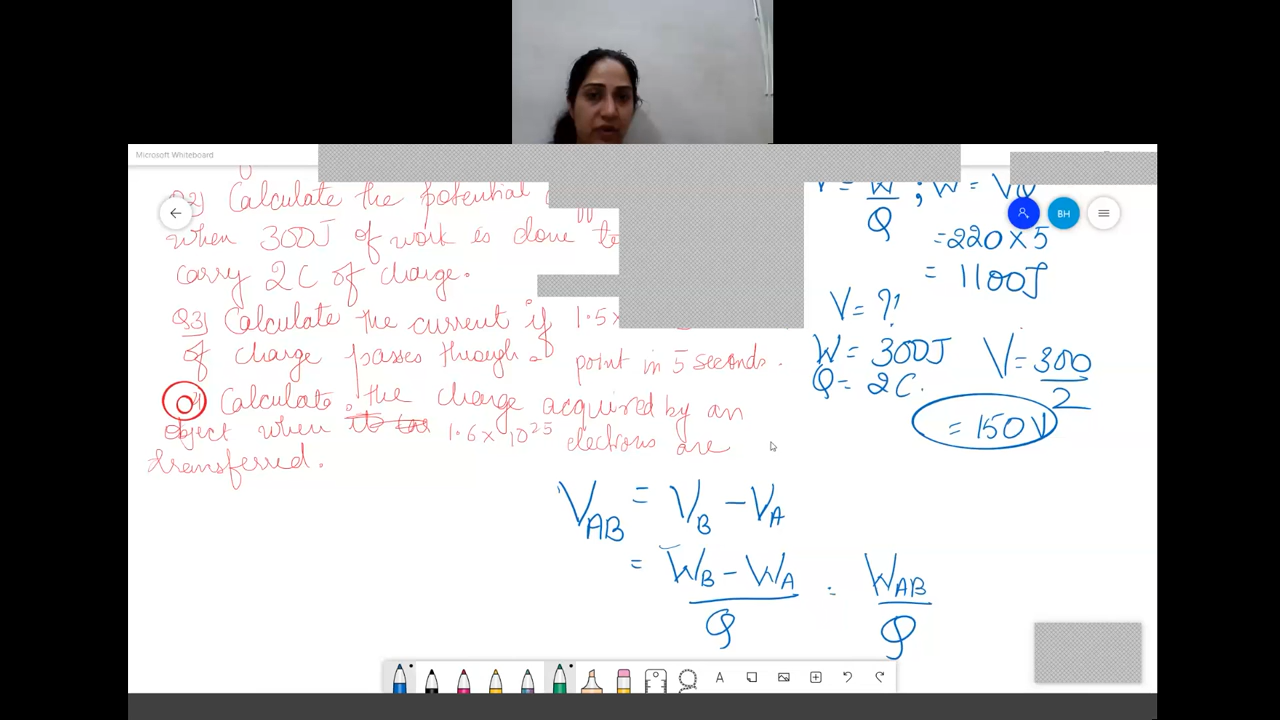 Microsoft Whiteboard
Q2) Calculate the potential
when 300J of work is done to
carry 2C of charge.
Q3) Calculate the current if 1.5×
of charge passes through a point in 5 seconds.
Calculate the charge acquired by an
object when 1.6 × 10²⁵ electrons are
transferred.
V = W/Q ; W = VQ
= 220 × 5
= 1100J
V = ?
W = 300J
Q = 2C.
V = 300/2
= 150V
V_AB = V_B − V_A
= W_B − W_A / Q = W_AB / Q
BH
A